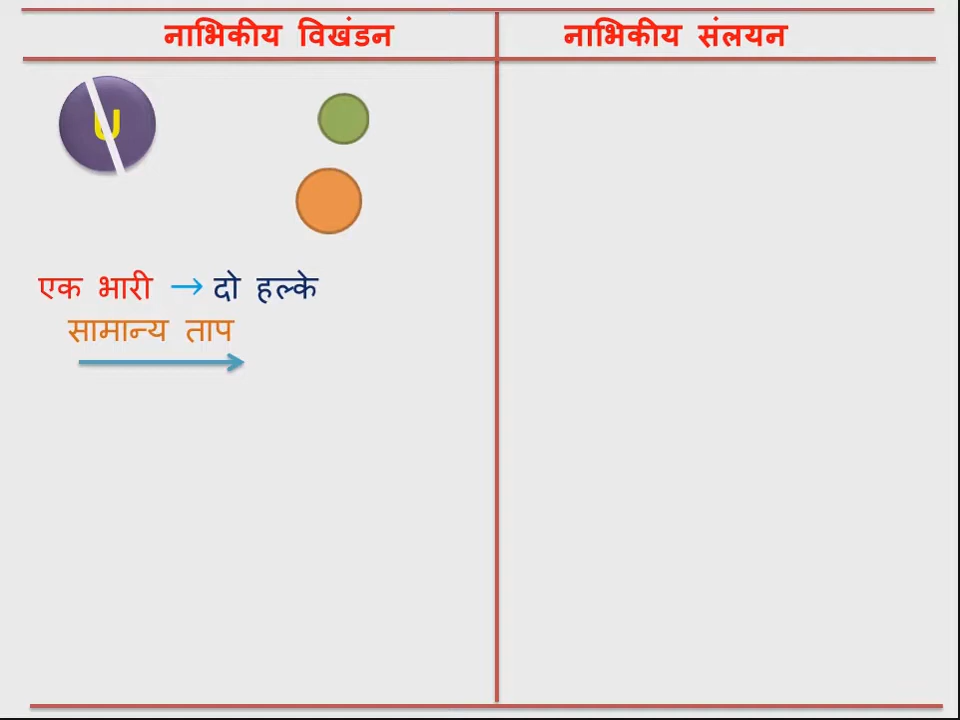 नाभिकीय विखंडन
नाभिकीय संलयन
U
एक भारी → दो हल्के
सामान्य ताप